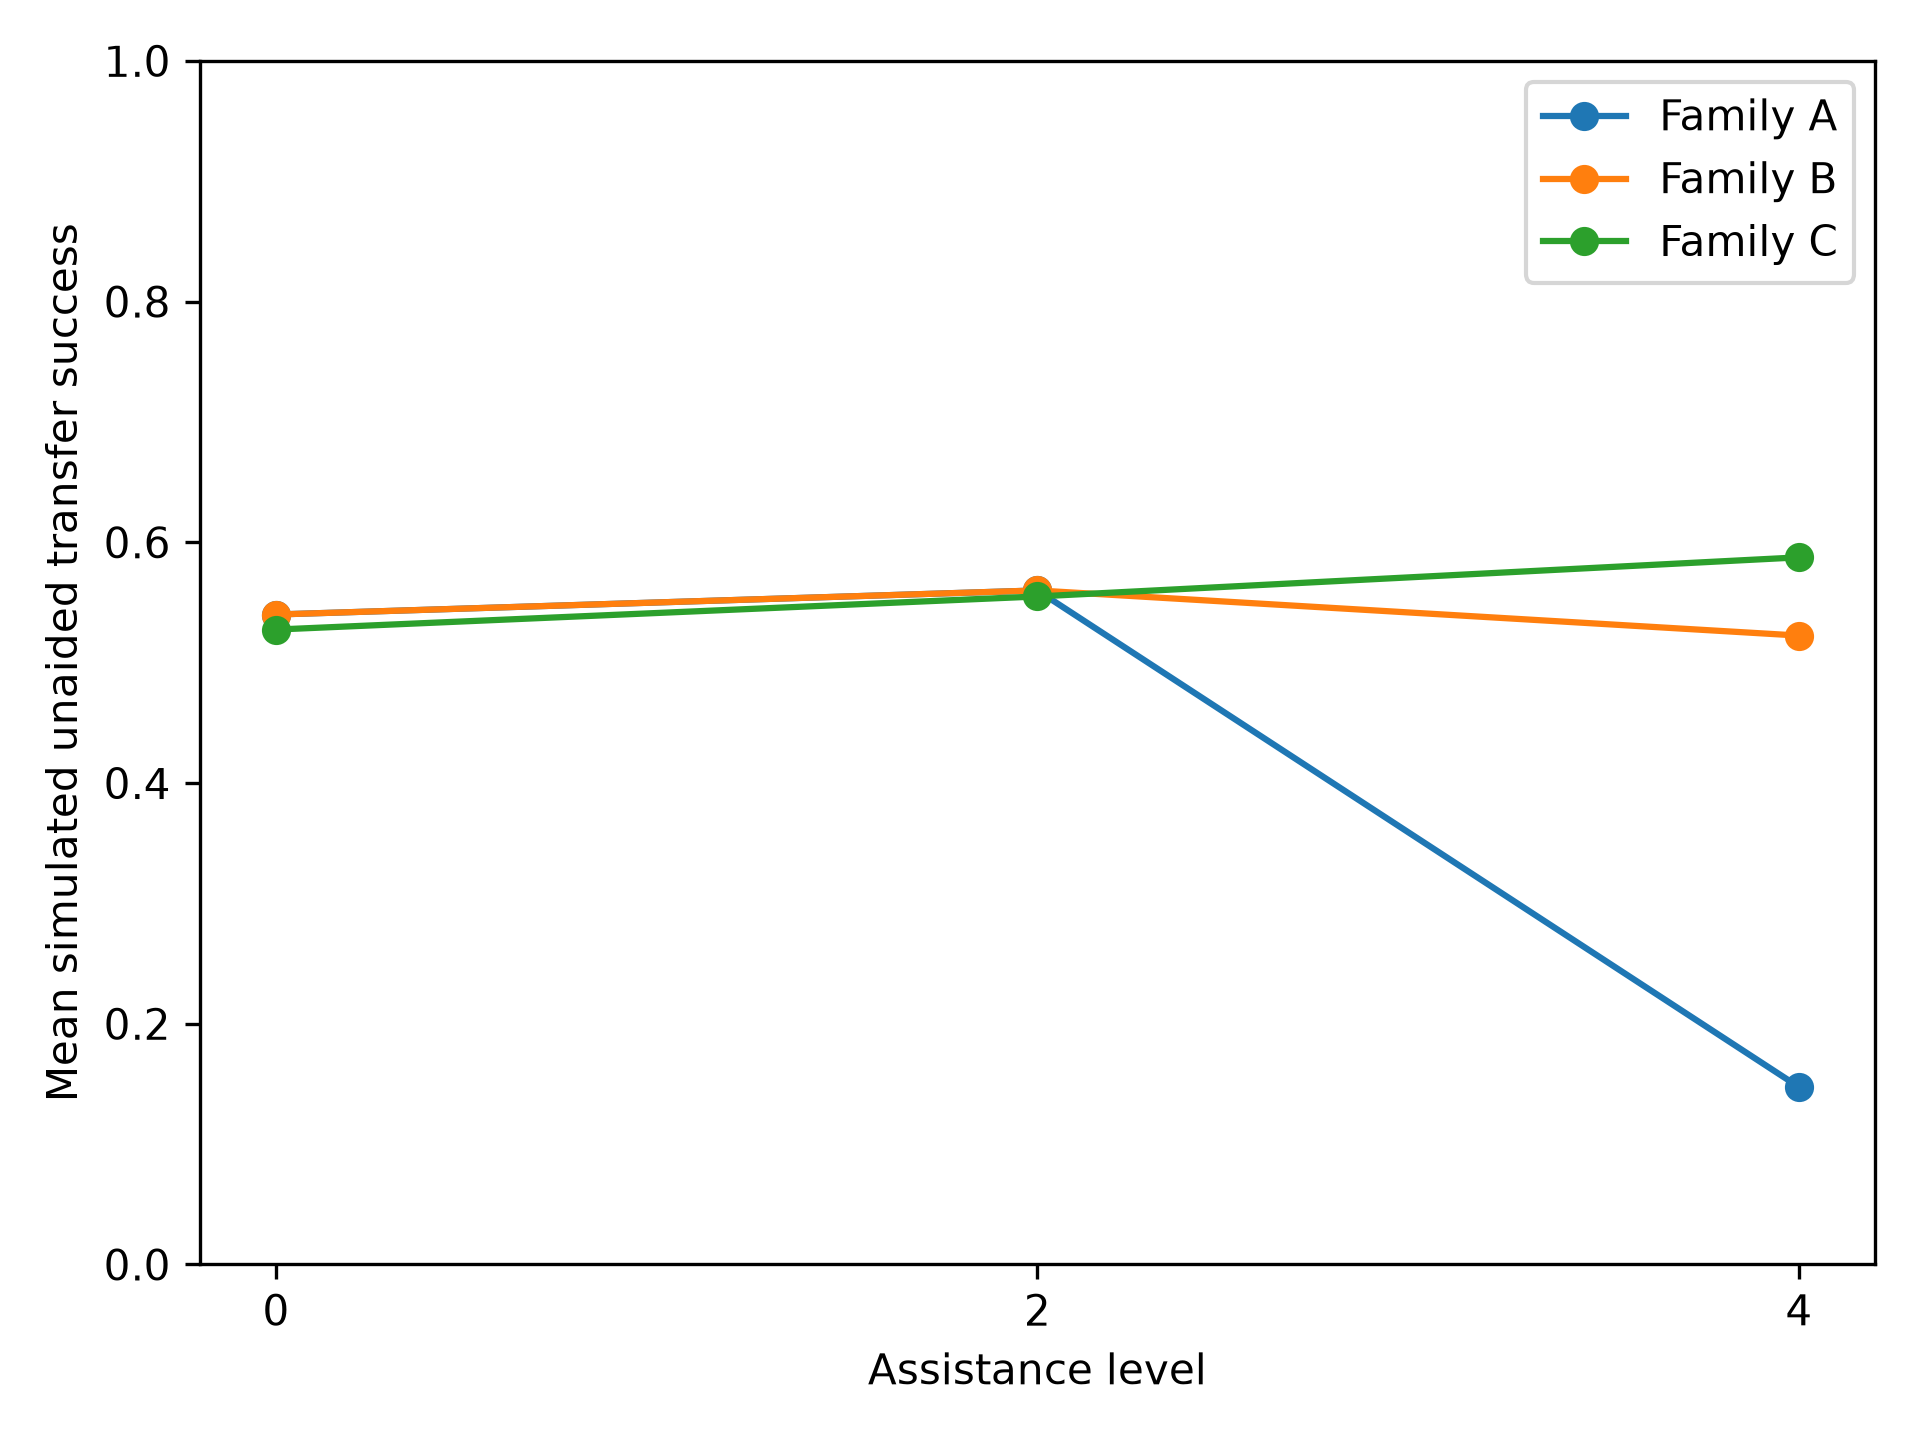 Mean simulated unaided transfer success
1.0
0.8
0.6
0.4
0.2
0.0
0 2 4
Assistance level
Family A
Family B
Family C